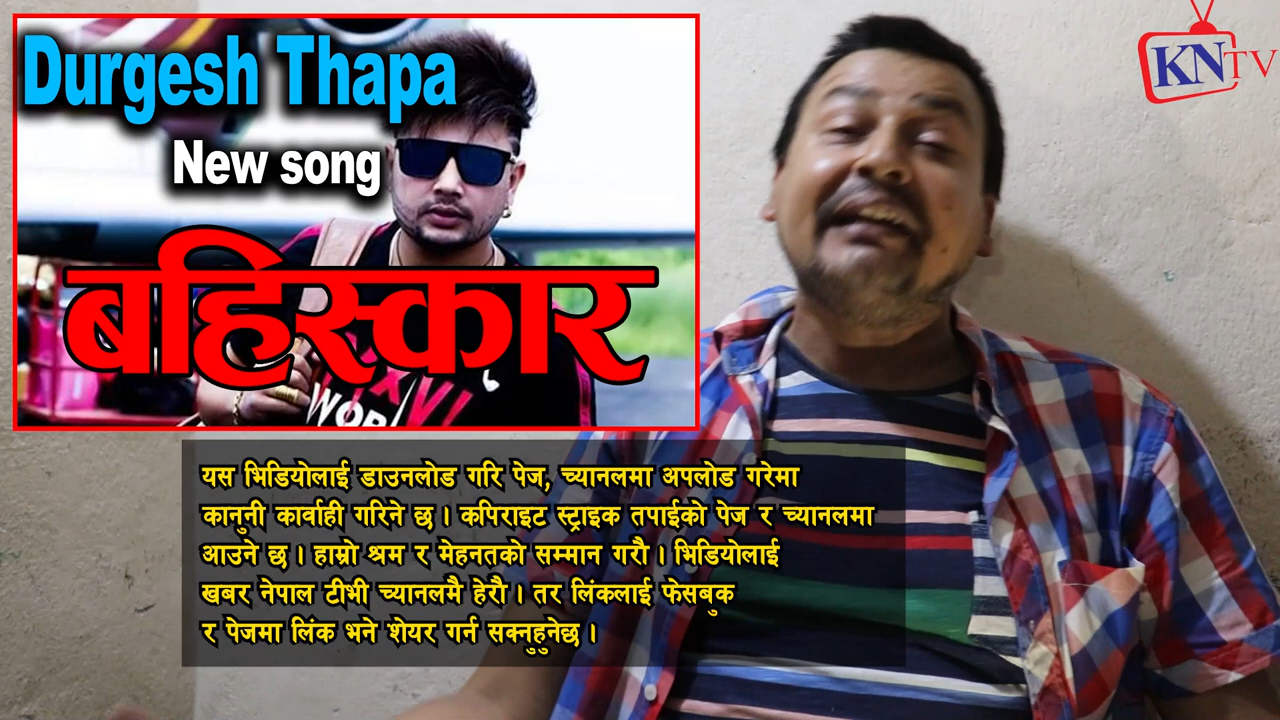 Durgesh Thapa
New song
बहिस्कार
KNTV
यस भिडियोलाई डाउनलोड गरि पेज, च्यानलमा अपलोड गरेमा
कानुनी कार्वाही गरिने छ । कपिराइट स्ट्राइक तपाईको पेज र च्यानलमा
आउने छ । हाम्रो श्रम र मेहनतको सम्मान गरौ । भिडियोलाई
खबर नेपाल टीभी च्यानलमै हेरौ । तर लिंकलाई फेसबुक
र पेजमा लिंक भने शेयर गर्न सक्नुहुनेछ ।